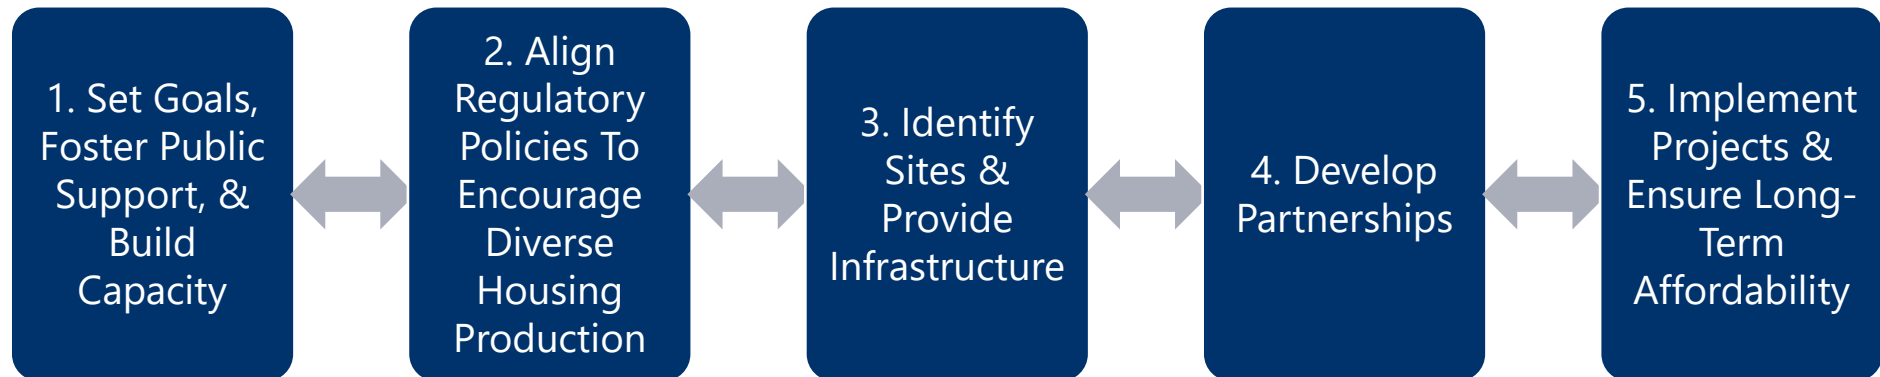 1. Set Goals,
Foster Public
Support, &
Build
Capacity
2. Align
Regulatory
Policies To
Encourage
Diverse
Housing
Production
3. Identify
Sites &
Provide
Infrastructure
4. Develop
Partnerships
5. Implement
Projects &
Ensure Long-
Term
Affordability